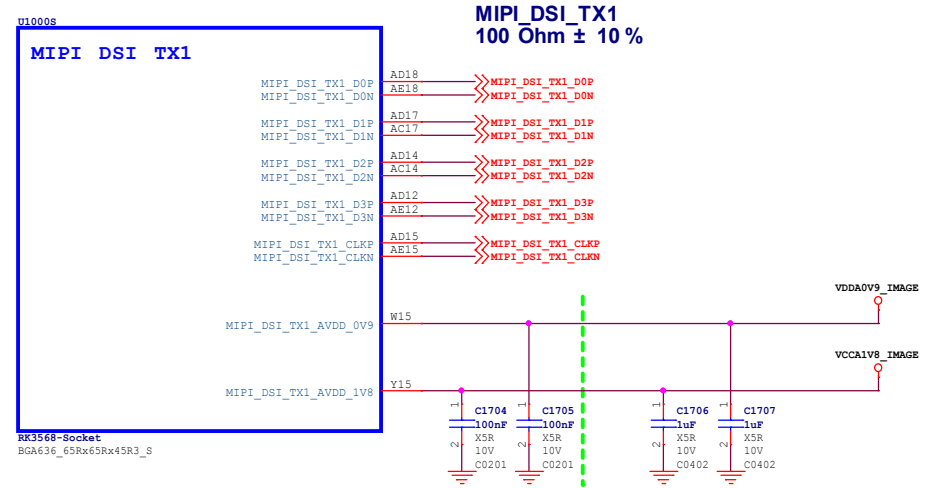 MIPI_DSI_TX1
100 Ohm ± 10 %
U1000S
MIPI DSI TX1
MIPI_DSI_TX1_D0P AD18 MIPI_DSI_TX1_D0P
MIPI_DSI_TX1_D0N AE18 MIPI_DSI_TX1_D0N
MIPI_DSI_TX1_D1P AD17 MIPI_DSI_TX1_D1P
MIPI_DSI_TX1_D1N AC17 MIPI_DSI_TX1_D1N
MIPI_DSI_TX1_D2P AD14 MIPI_DSI_TX1_D2P
MIPI_DSI_TX1_D2N AC14 MIPI_DSI_TX1_D2N
MIPI_DSI_TX1_D3P AD12 MIPI_DSI_TX1_D3P
MIPI_DSI_TX1_D3N AE12 MIPI_DSI_TX1_D3N
MIPI_DSI_TX1_CLKP AD15 MIPI_DSI_TX1_CLKP
MIPI_DSI_TX1_CLKN AE15 MIPI_DSI_TX1_CLKN
VDDA0V9_IMAGE
MIPI_DSI_TX1_AVDD_0V9 W15
VCCA1V8_IMAGE
MIPI_DSI_TX1_AVDD_1V8 Y15
1 C1704 1 C1705 1 C1706 1 C1707
100nF 100nF 1uF 1uF
2 X5R 2 X5R 2 X5R 2 X5R
10V 10V 10V 10V
C0201 C0201 C0402 C0402
RK3568-Socket
BGA636_65Rx65Rx45R3_S